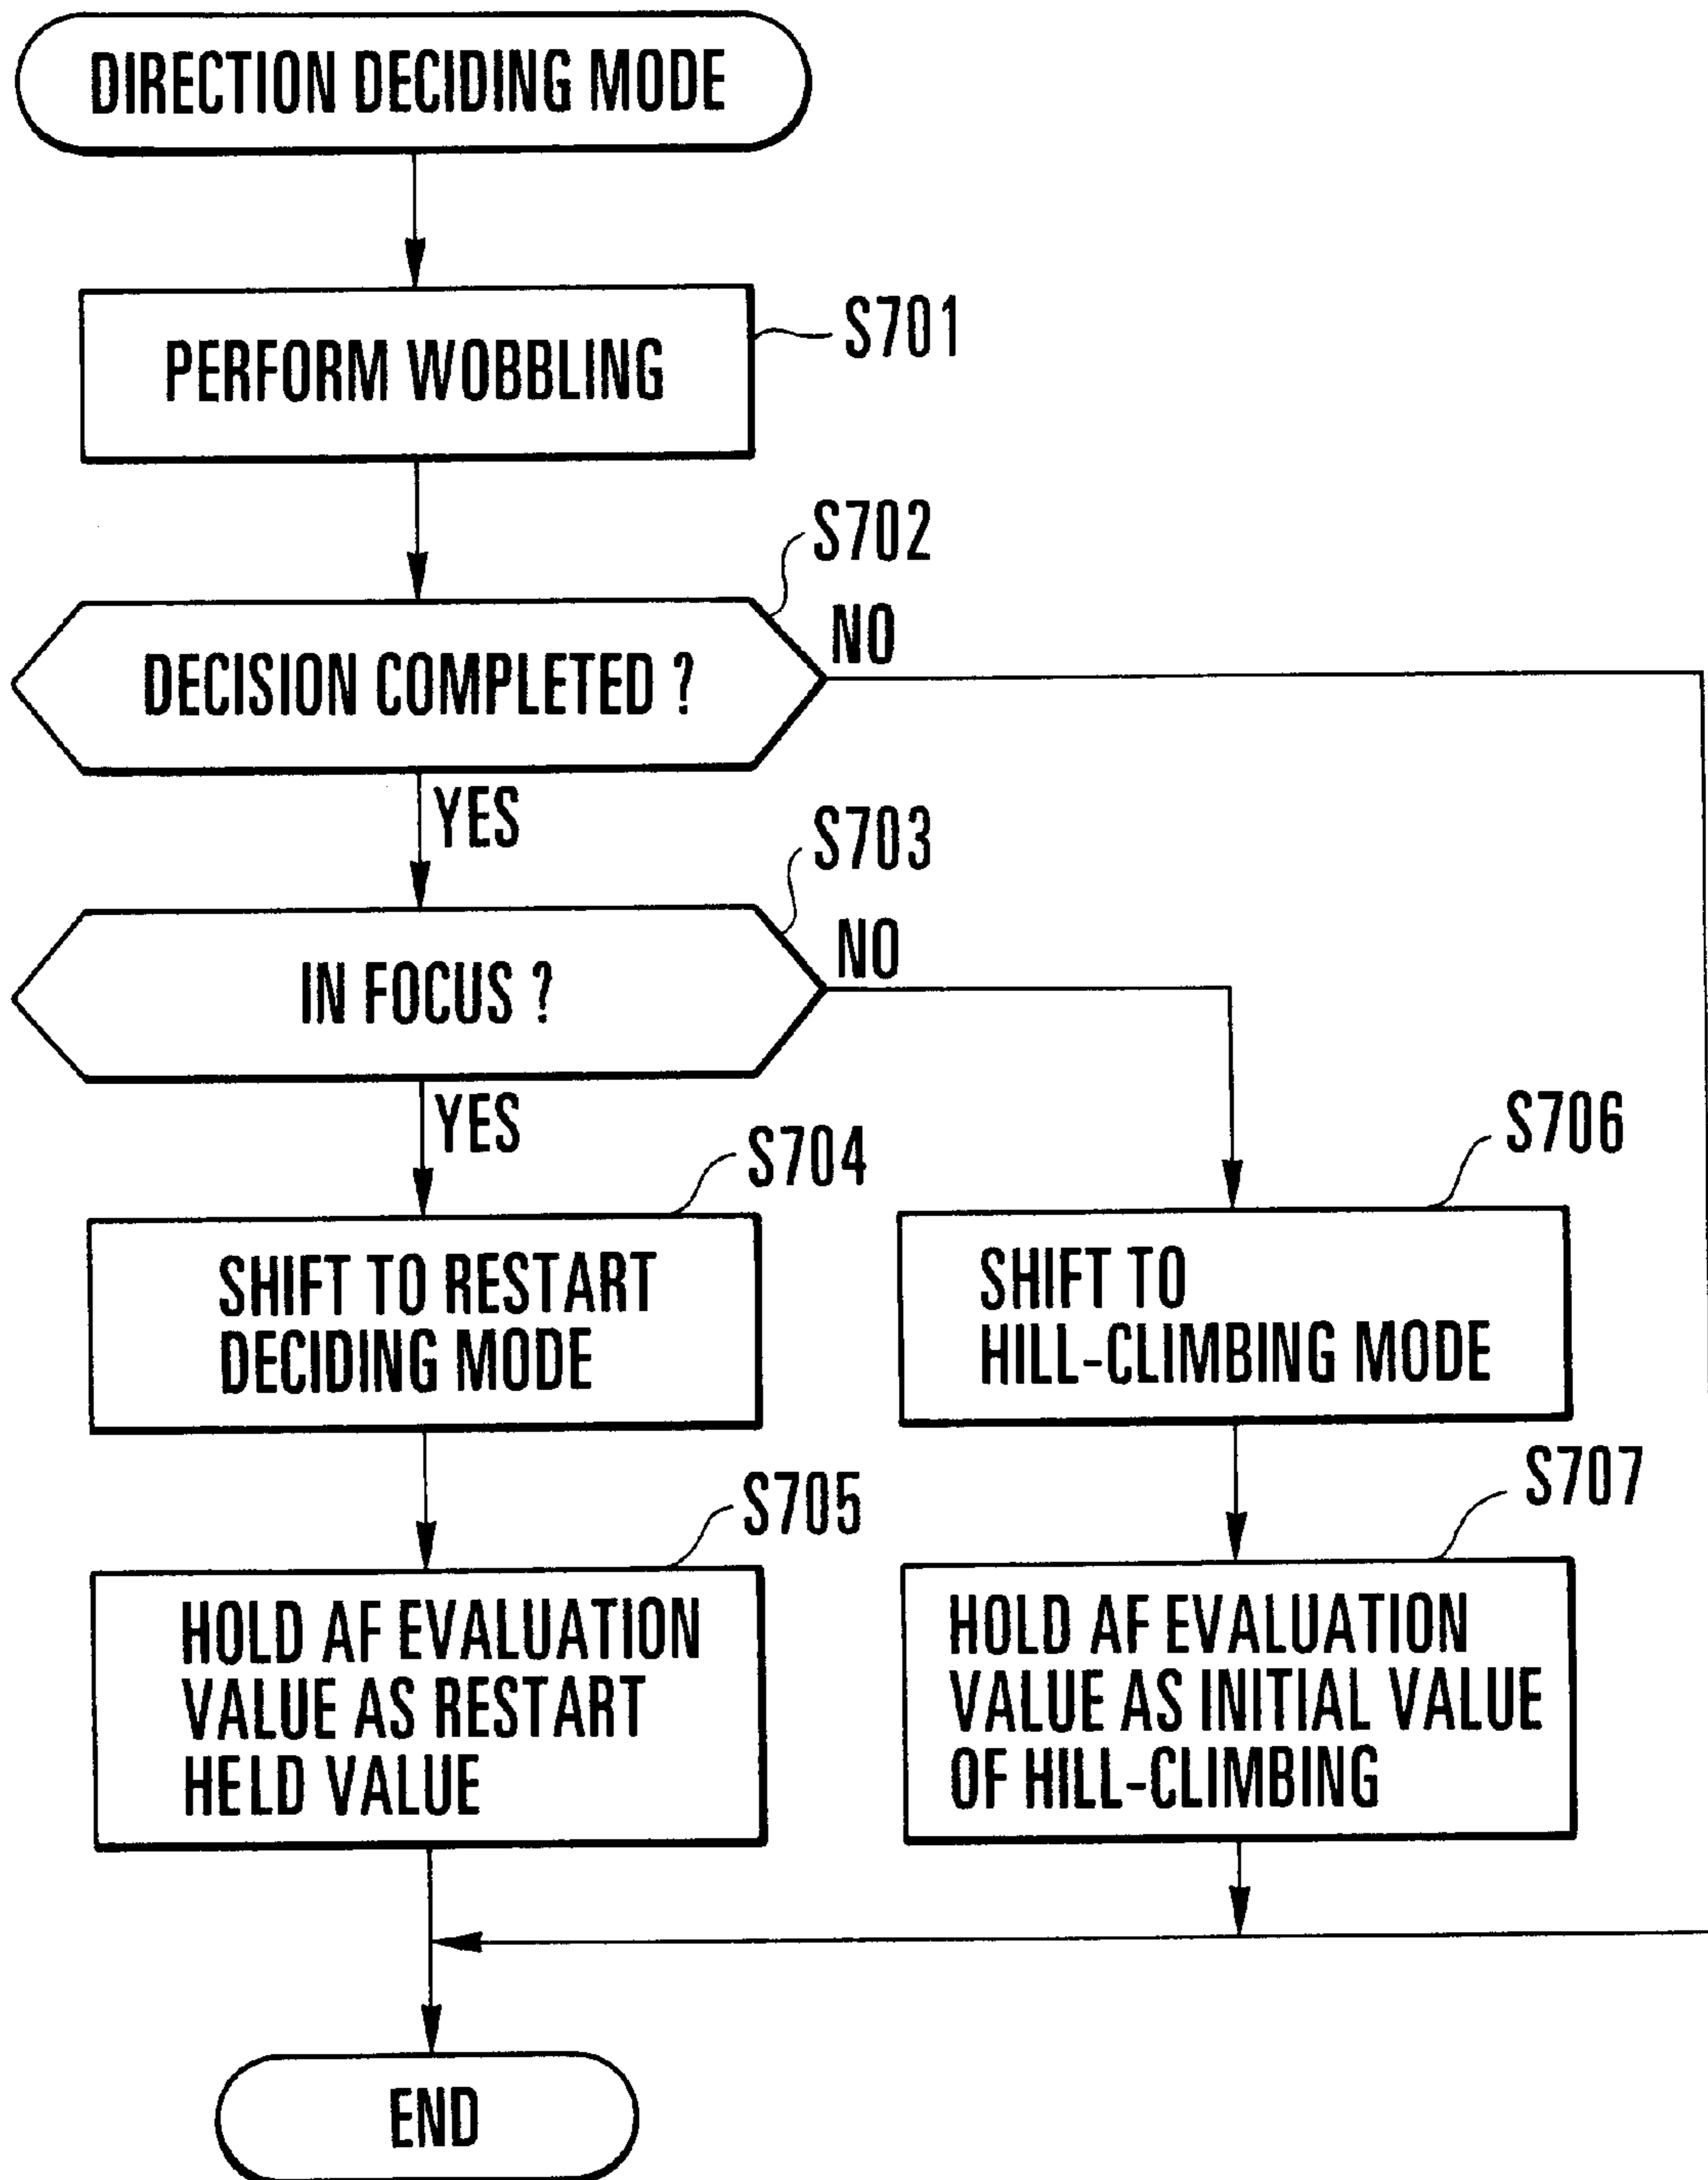 DIRECTION DECIDING MODE
PERFORM WOBBLING
S701
S702
DECISION COMPLETED ?
NO
YES
S703
IN FOCUS ?
NO
YES
S704
SHIFT TO RESTART
DECIDING MODE
S706
SHIFT TO
HILL-CLIMBING MODE
S705
HOLD AF EVALUATION
VALUE AS RESTART
HELD VALUE
S707
HOLD AF EVALUATION
VALUE AS INITIAL VALUE
OF HILL-CLIMBING
END